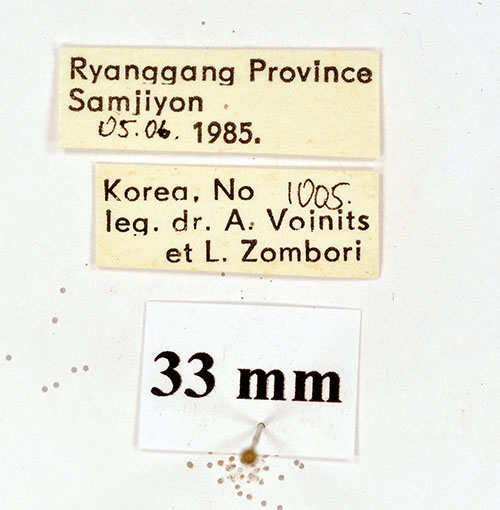 Ryanggang Province
Samjiyon
05.06. 1985.
Korea, No 1005.
leg. dr. A. Voinits
et L. Zombori
33 mm